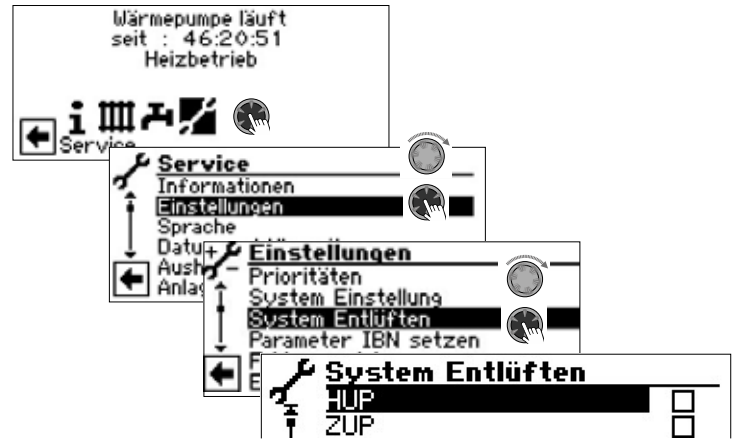 Wärmepumpe läuft
seit : 46:20:51
Heizbetrieb
Service
Service
Informationen
Einstellungen
Sprache
Einstellungen
Prioritäten
System Einstellung
System Entlüften
Parameter IBN setzen
System Entlüften
HUP
ZUP